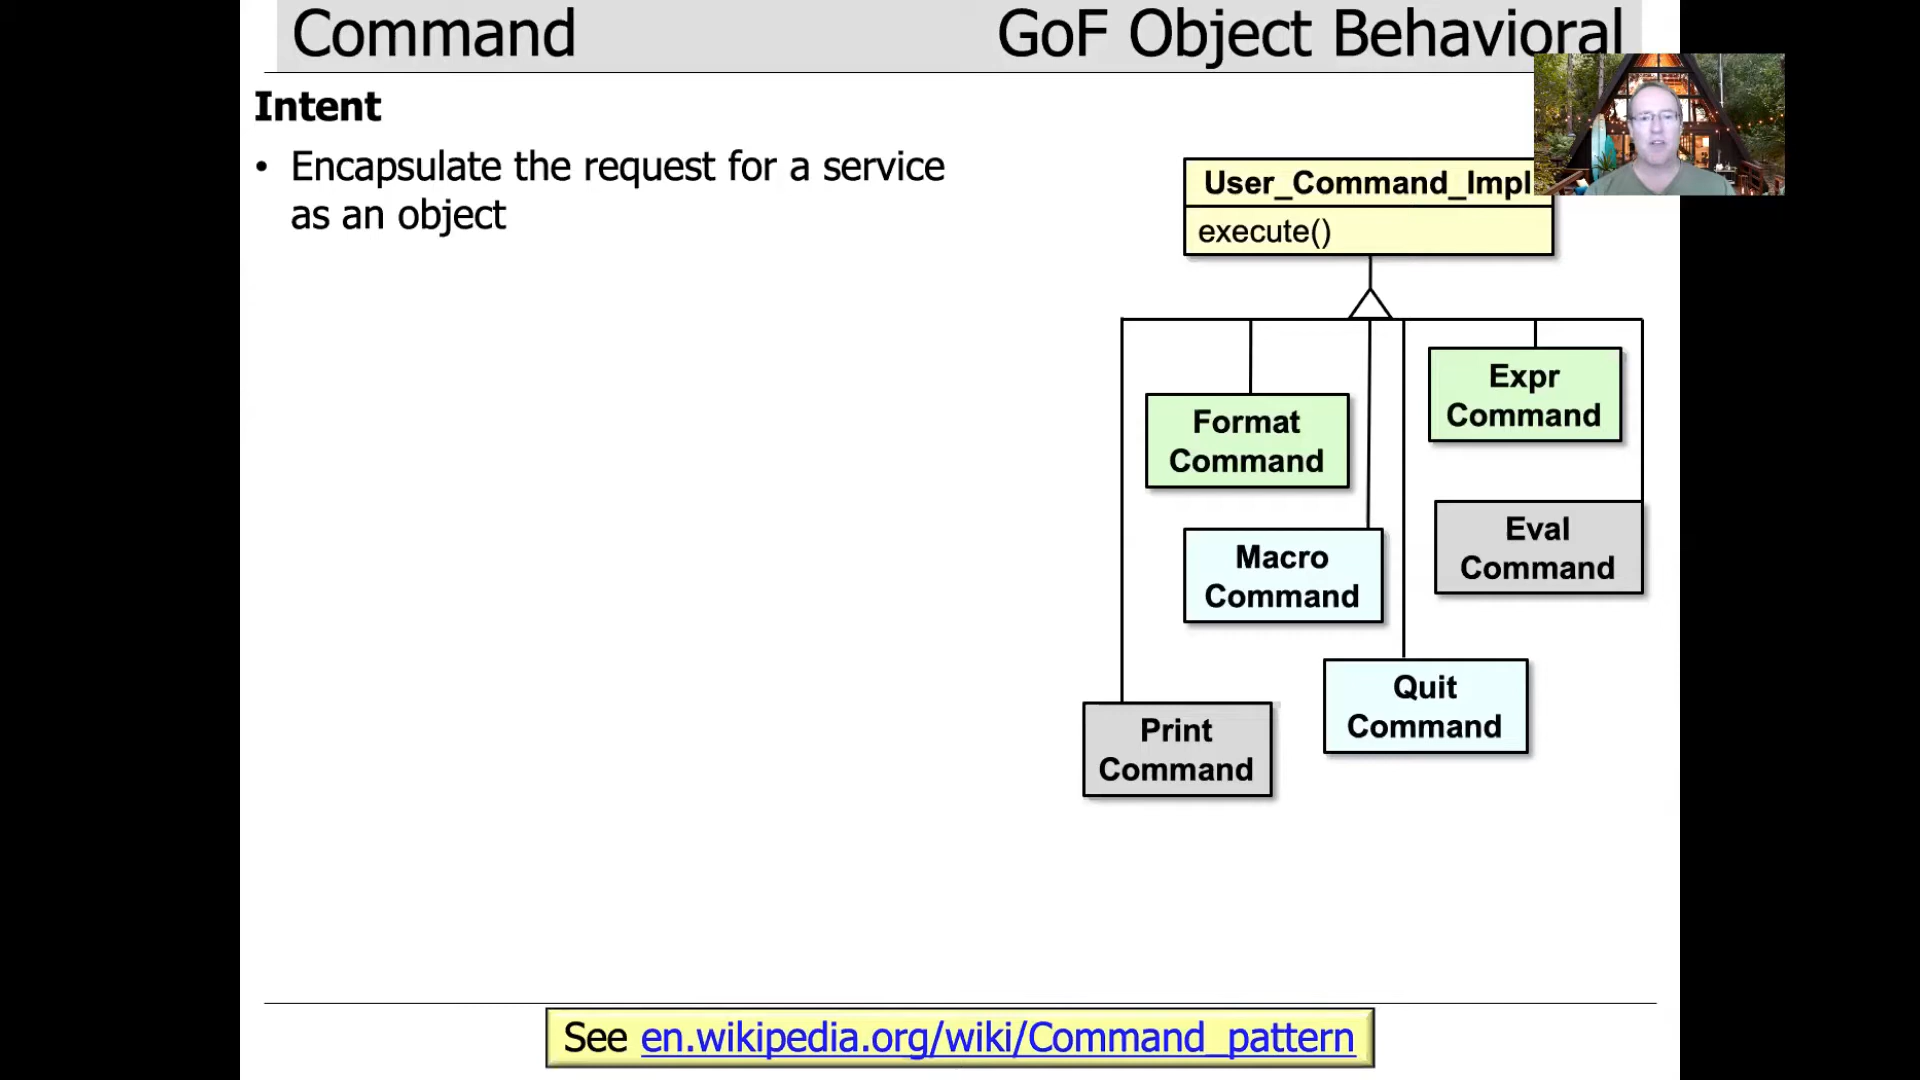 Command
GoF Object Behavioral
Intent
• Encapsulate the request for a service
as an object
User_Command_Impl
execute()
Expr
Command
Format
Command
Eval
Command
Macro
Command
Quit
Command
Print
Command
See en.wikipedia.org/wiki/Command_pattern